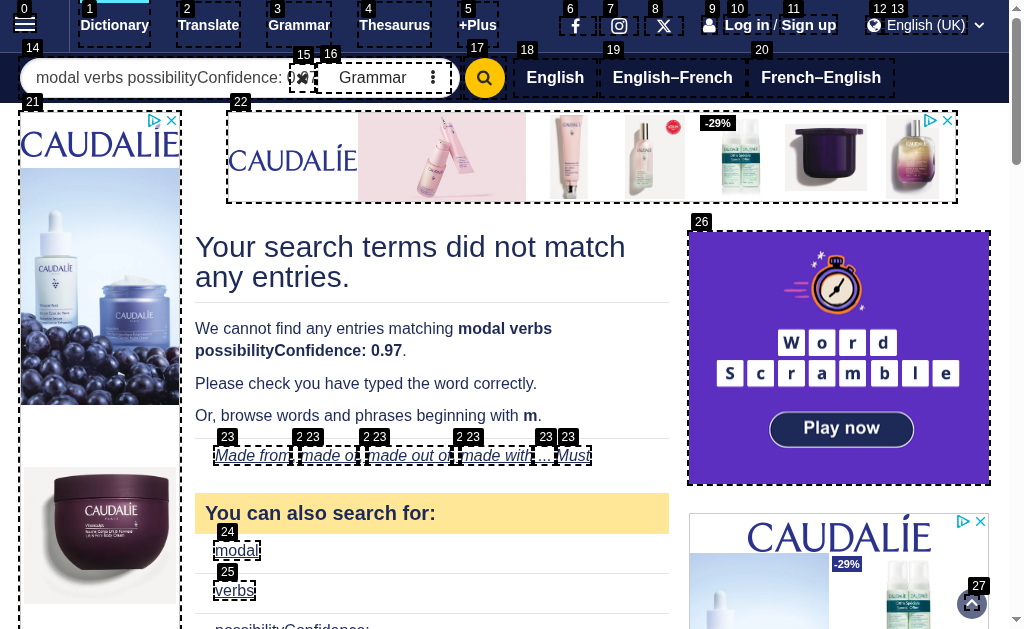 0 1 2 3 4 5 6 7 8 9 10 11 12 13
Dictionary Translate Grammar Thesaurus +Plus Log in / Sign up English (UK)
14 15 16 17 18 19 20
modal verbs possibilityConfidence: 0.97 Grammar English English–French French–English
21 22
CAUDALÍE
CAUDALÍE
-29%
CAUDALÍE
26
Your search terms did not match
any entries.
We cannot find any entries matching modal verbs
possibilityConfidence: 0.97.
Please check you have typed the word correctly.
Or, browse words and phrases beginning with m.
23 2 23 2 23 2 23 23 23
Made from, made of, made out of, made with … Must
You can also search for:
24
modal
25
verbs
possibilityConfidence:
Word
Scramble
Play now
CAUDALÍE
CAUDALÍE
-29%
27